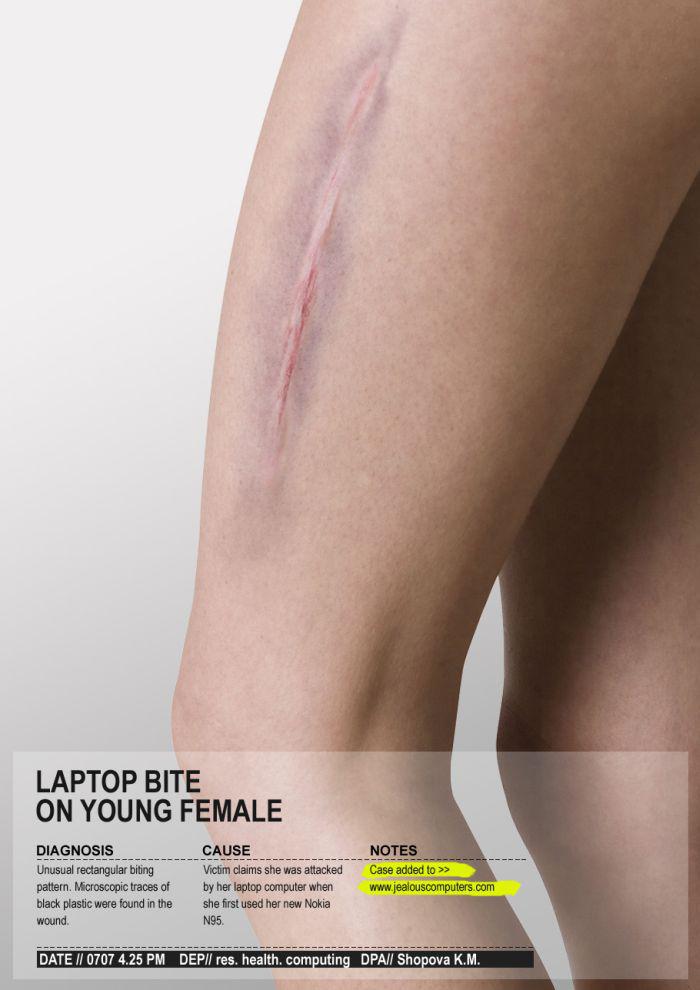 LAPTOP BITE
ON YOUNG FEMALE
DIAGNOSIS
Unusual rectangular biting
pattern. Microscopic traces of
black plastic were found in the
wound.
CAUSE
Victim claims she was attacked
by her laptop computer when
she first used her new Nokia
N95.
NOTES
Case added to >>
www.jealouscomputers.com
DATE // 0707 4.25 PM DEP// res. health. computing DPA// Shopova K.M.